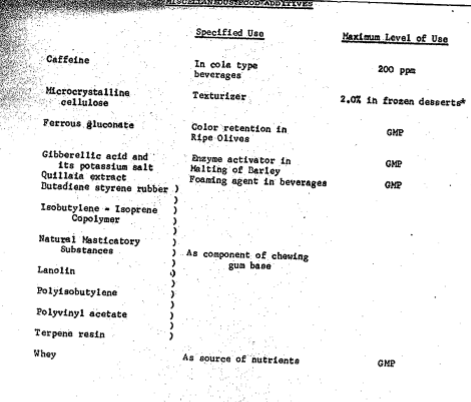 MISCELLANEOUS FOOD ADDITIVES
Specified Use Maximum Level of Use
Caffeine In cola type beverages 200 ppm
Microcrystalline cellulose Texturizer 2.0% in frozen desserts*
Ferrous gluconate Color retention in Ripe Olives GMP
Gibberellic acid and its potassium salt Enzyme activator in Malting of Barley GMP
Quillaia extract Foaming agent in beverages GMP
Butadiene styrene rubber )
Isobutylene - Isoprene Copolymer )
Natural Masticatory Substances ) As component of chewing gum base
Lanolin )
Polyisobutylene )
Polyvinyl acetate )
Terpene resin )
Whey As source of nutrients GMP